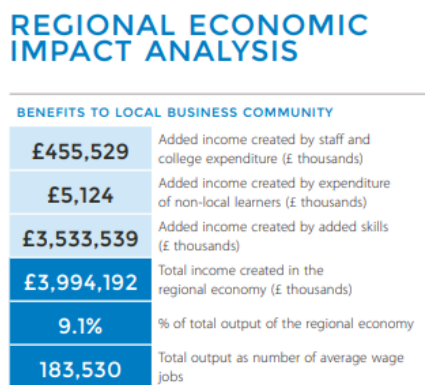 REGIONAL ECONOMIC
IMPACT ANALYSIS
BENEFITS TO LOCAL BUSINESS COMMUNITY
£455,529
Added income created by staff and
college expenditure (£ thousands)
£5,124
Added income created by expenditure
of non-local learners (£ thousands)
£3,533,539
Added income created by added skills
(£ thousands)
£3,994,192
Total income created in the
regional economy (£ thousands)
9.1%
% of total output of the regional economy
183,530
Total output as number of average wage
jobs